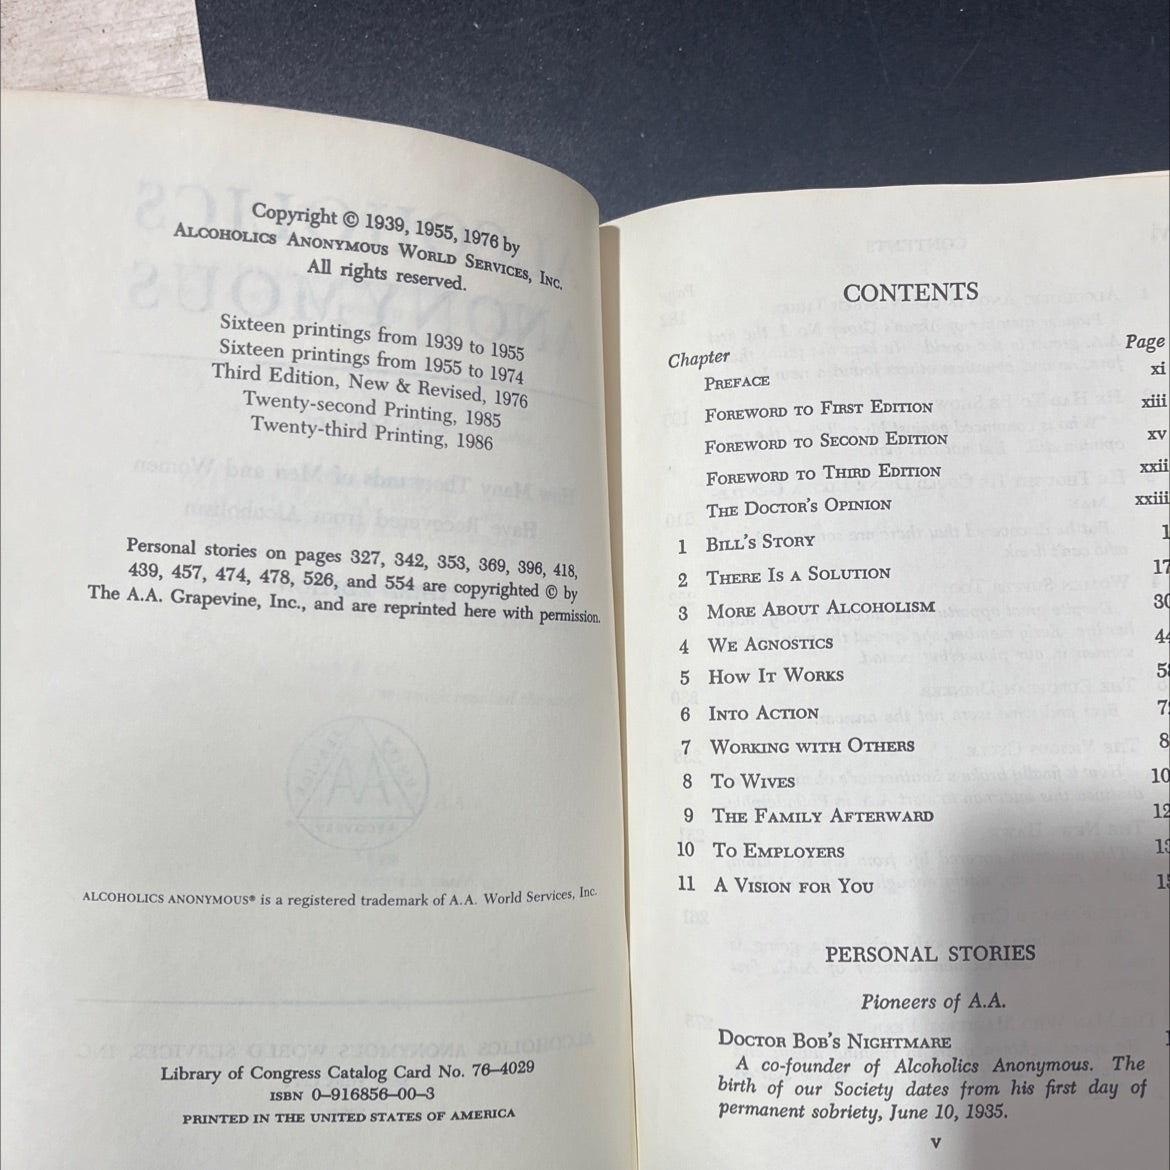 Copyright © 1939, 1955, 1976 by
Alcoholics Anonymous World Services, Inc.
All rights reserved.
Sixteen printings from 1939 to 1955
Sixteen printings from 1955 to 1974
Third Edition, New & Revised, 1976
Twenty-second Printing, 1985
Twenty-third Printing, 1986
Personal stories on pages 327, 342, 353, 369, 396, 418,
439, 457, 474, 478, 526, and 554 are copyrighted © by
The A.A. Grapevine, Inc., and are reprinted here with permission.
ALCOHOLICS ANONYMOUS® is a registered trademark of A.A. World Services, Inc.
Library of Congress Catalog Card No. 76-4029
ISBN 0-916856-00-3
PRINTED IN THE UNITED STATES OF AMERICA
CONTENTS
Chapter Page
Preface xi
Foreword to First Edition xiii
Foreword to Second Edition xv
Foreword to Third Edition xxii
The Doctor's Opinion xxiii
1 Bill's Story 1
2 There Is a Solution 17
3 More About Alcoholism 30
4 We Agnostics 44
5 How It Works 58
6 Into Action
7 Working with Others
8 To Wives
9 The Family Afterward
10 To Employers
11 A Vision for You
PERSONAL STORIES
Pioneers of A.A.
Doctor Bob's Nightmare
A co-founder of Alcoholics Anonymous. The
birth of our Society dates from his first day of
permanent sobriety, June 10, 1935.
v